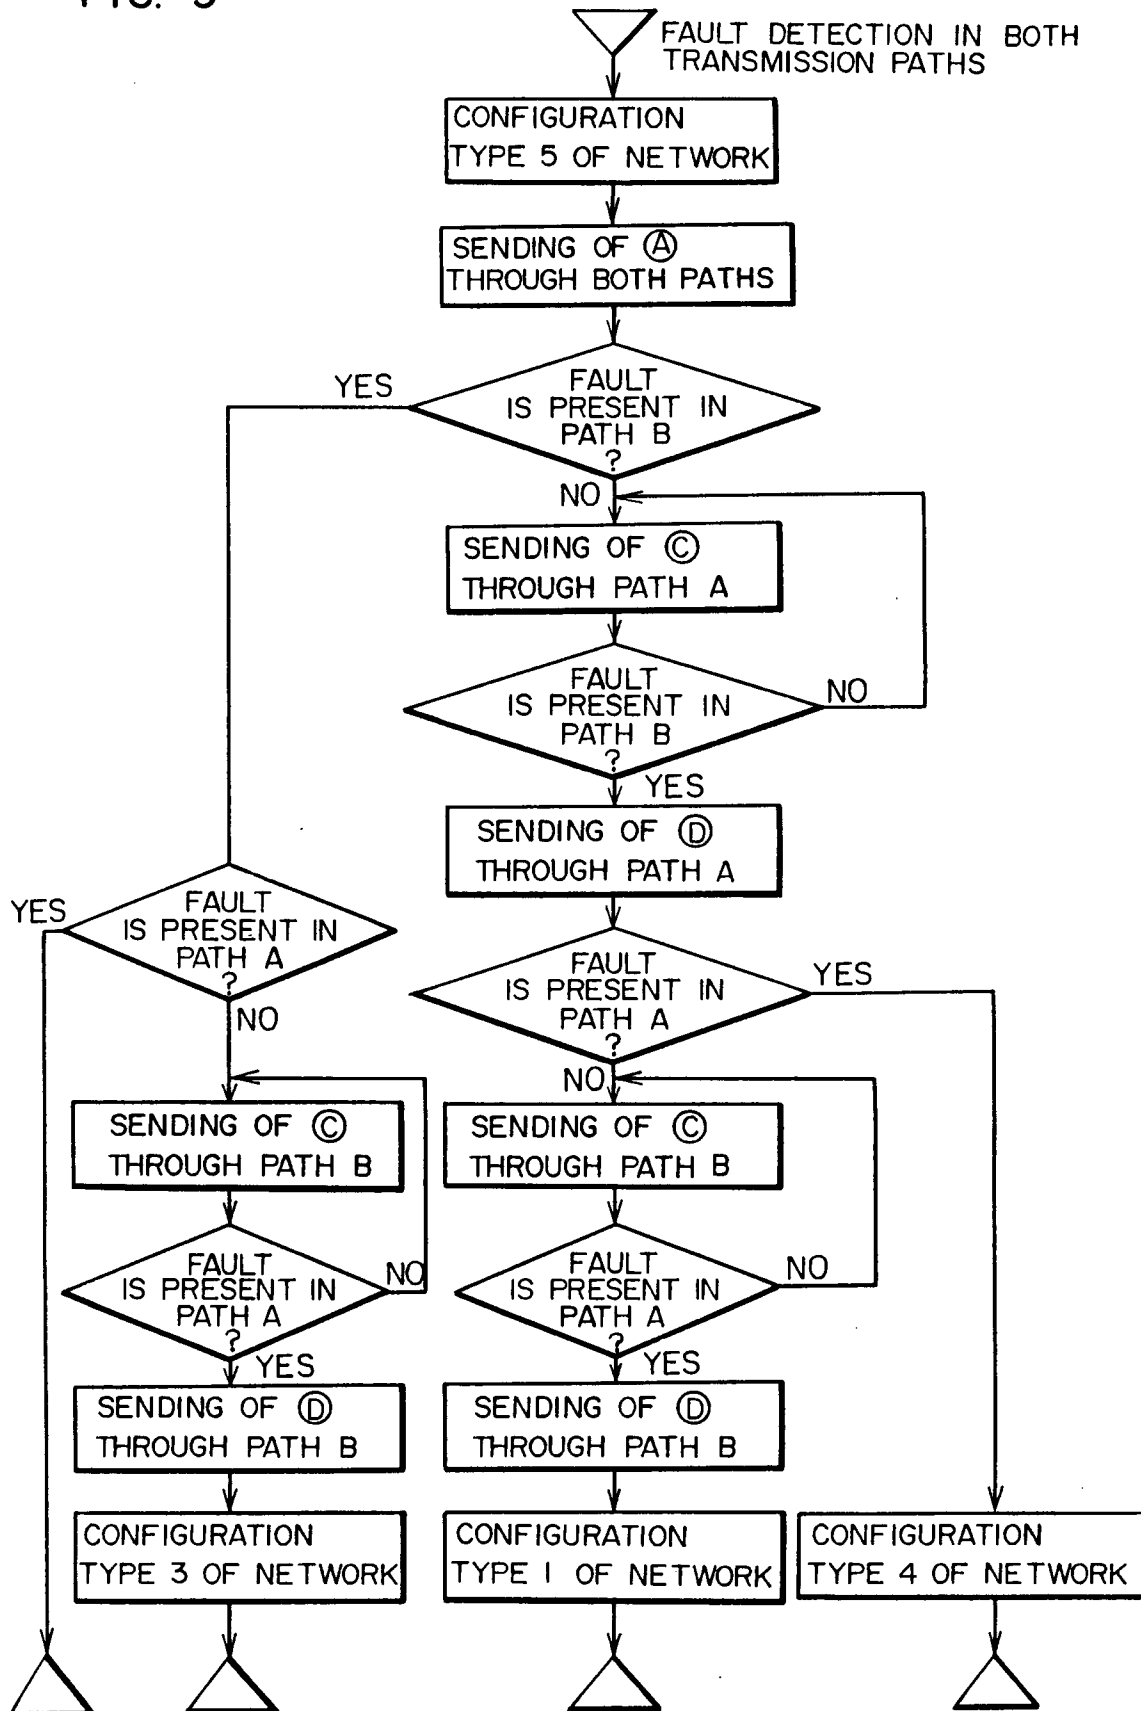 FAULT DETECTION IN BOTH
TRANSMISSION PATHS
CONFIGURATION
TYPE 5 OF NETWORK
SENDING OF Ⓐ
THROUGH BOTH PATHS
YES
FAULT
IS PRESENT IN
PATH B
?
NO
SENDING OF Ⓒ
THROUGH PATH A
FAULT
IS PRESENT IN
PATH B
?
NO
YES
SENDING OF Ⓓ
THROUGH PATH A
YES
FAULT
IS PRESENT IN
PATH A
?
NO
FAULT
IS PRESENT IN
PATH A
?
YES
NO
SENDING OF Ⓒ
THROUGH PATH B
SENDING OF Ⓒ
THROUGH PATH B
FAULT
IS PRESENT IN
PATH A
?
NO
YES
FAULT
IS PRESENT IN
PATH A
?
NO
YES
SENDING OF Ⓓ
THROUGH PATH B
SENDING OF Ⓓ
THROUGH PATH B
CONFIGURATION
TYPE 3 OF NETWORK
CONFIGURATION
TYPE 1 OF NETWORK
CONFIGURATION
TYPE 4 OF NETWORK